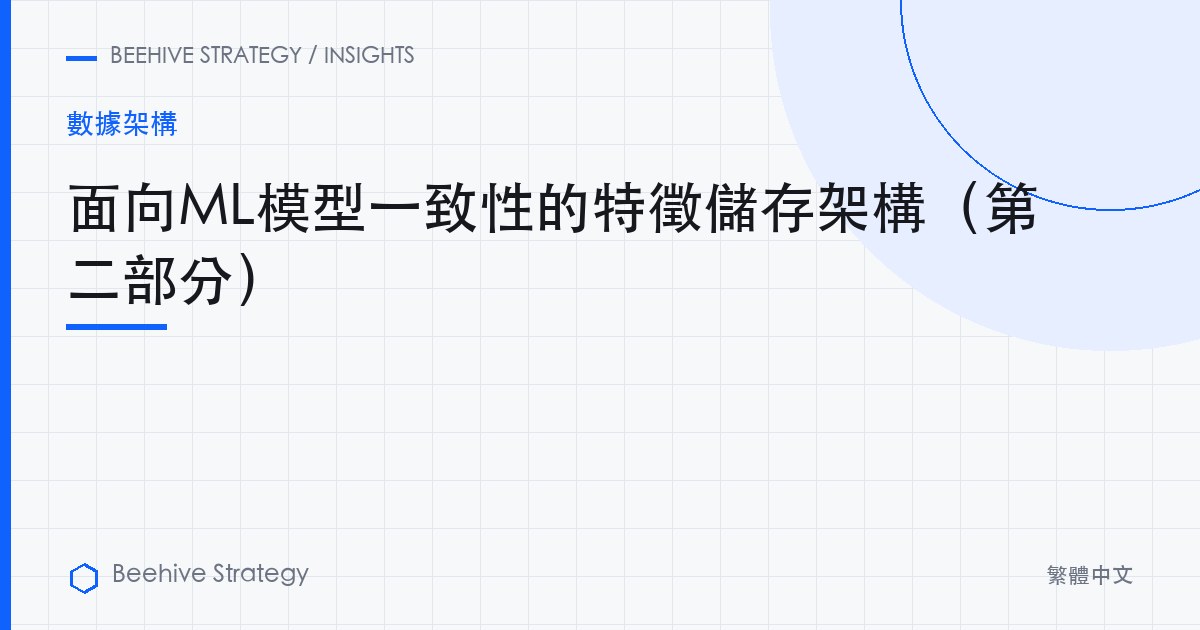 BEEHIVE STRATEGY / INSIGHTS
數據架構
面向ML模型一致性的特徵儲存架構（第
二部分）
Beehive Strategy
繁體中文